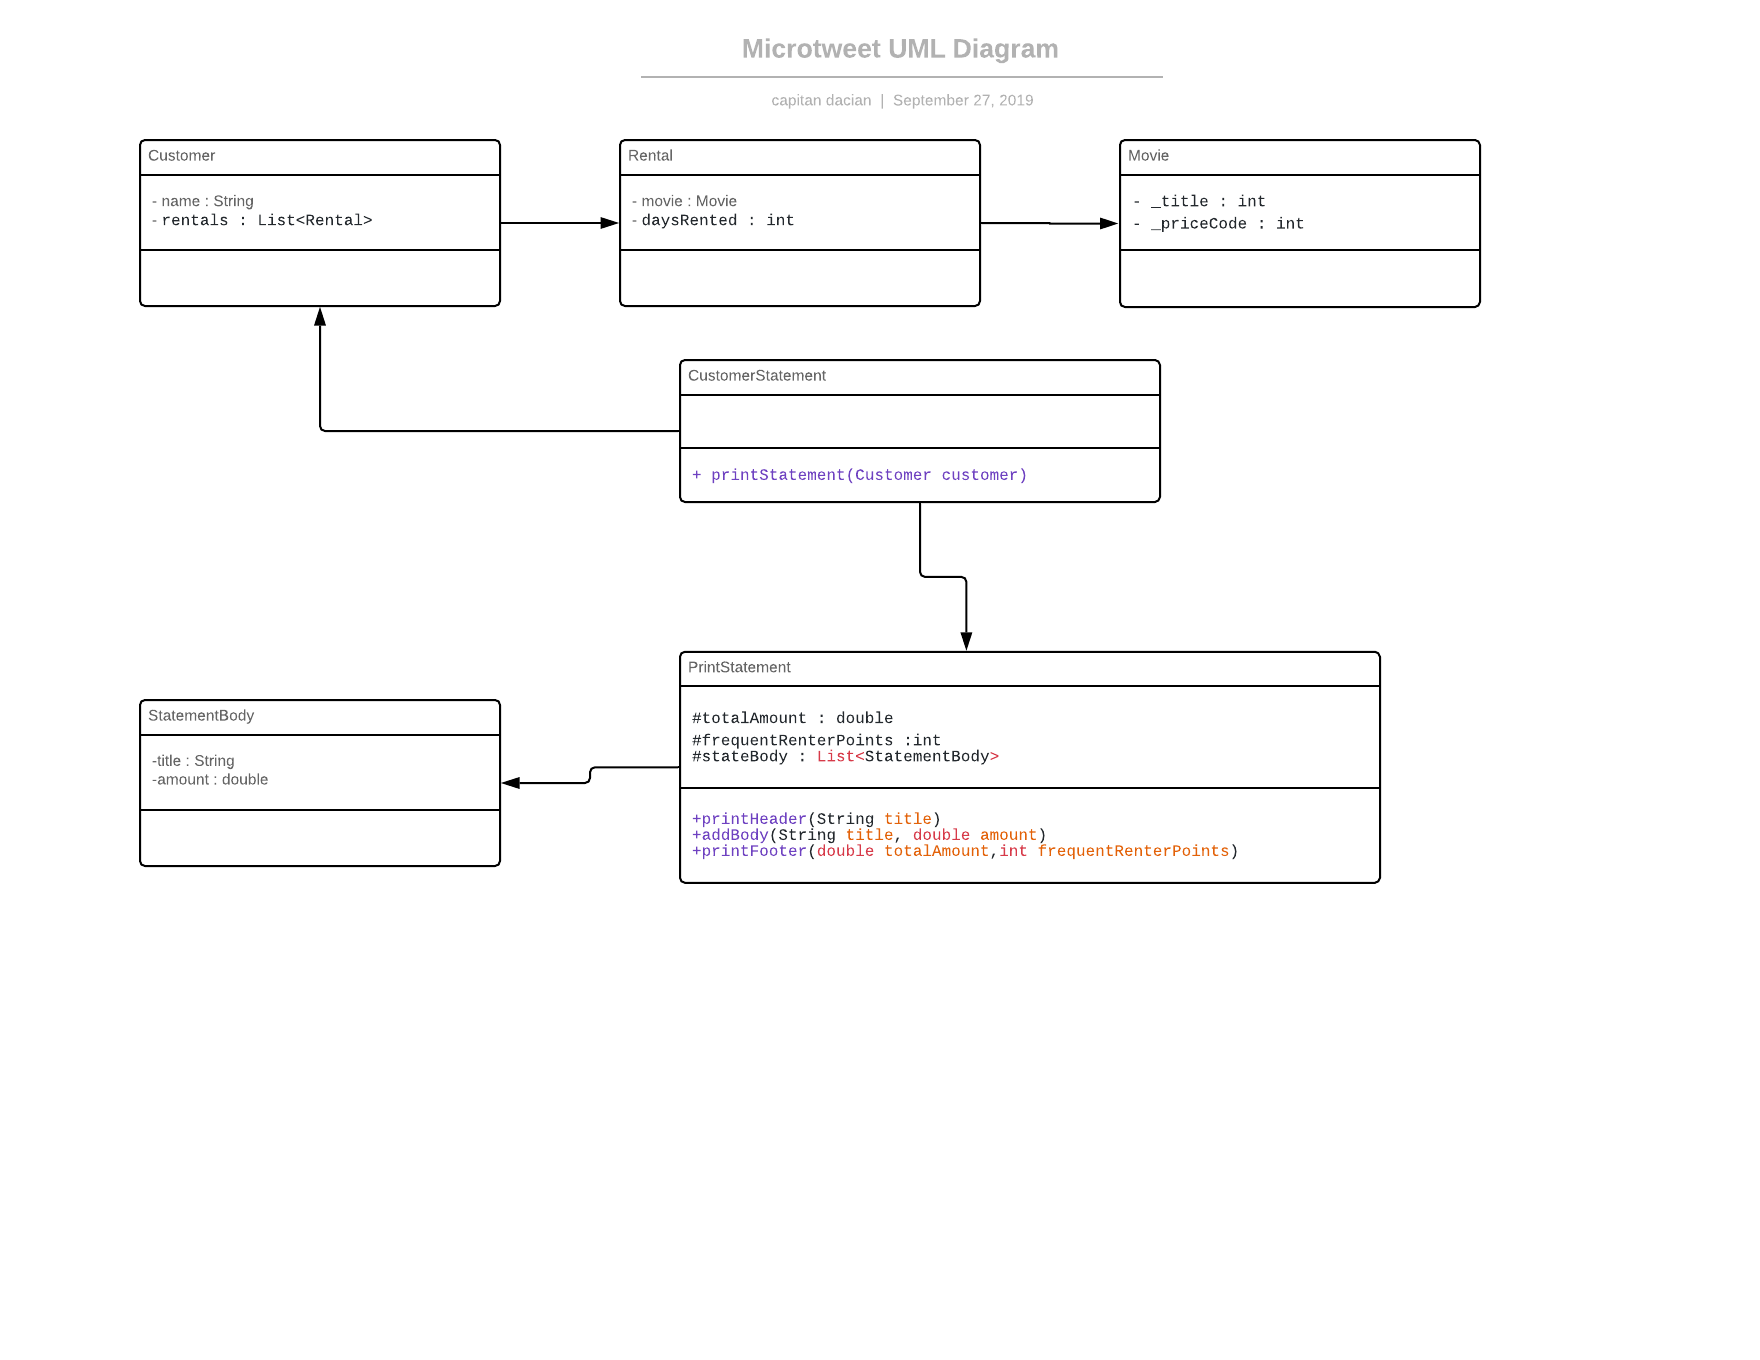 Microtweet UML Diagram
capitan dacian | September 27, 2019
Customer
- name : String
- rentals : List<Rental>
Rental
- movie : Movie
- daysRented : int
Movie
- _title : int
- _priceCode : int
CustomerStatement
+ printStatement(Customer customer)
PrintStatement
#totalAmount : double
#frequentRenterPoints :int
#stateBody : List<StatementBody>
+printHeader(String title)
+addBody(String title, double amount)
+printFooter(double totalAmount,int frequentRenterPoints)
StatementBody
-title : String
-amount : double